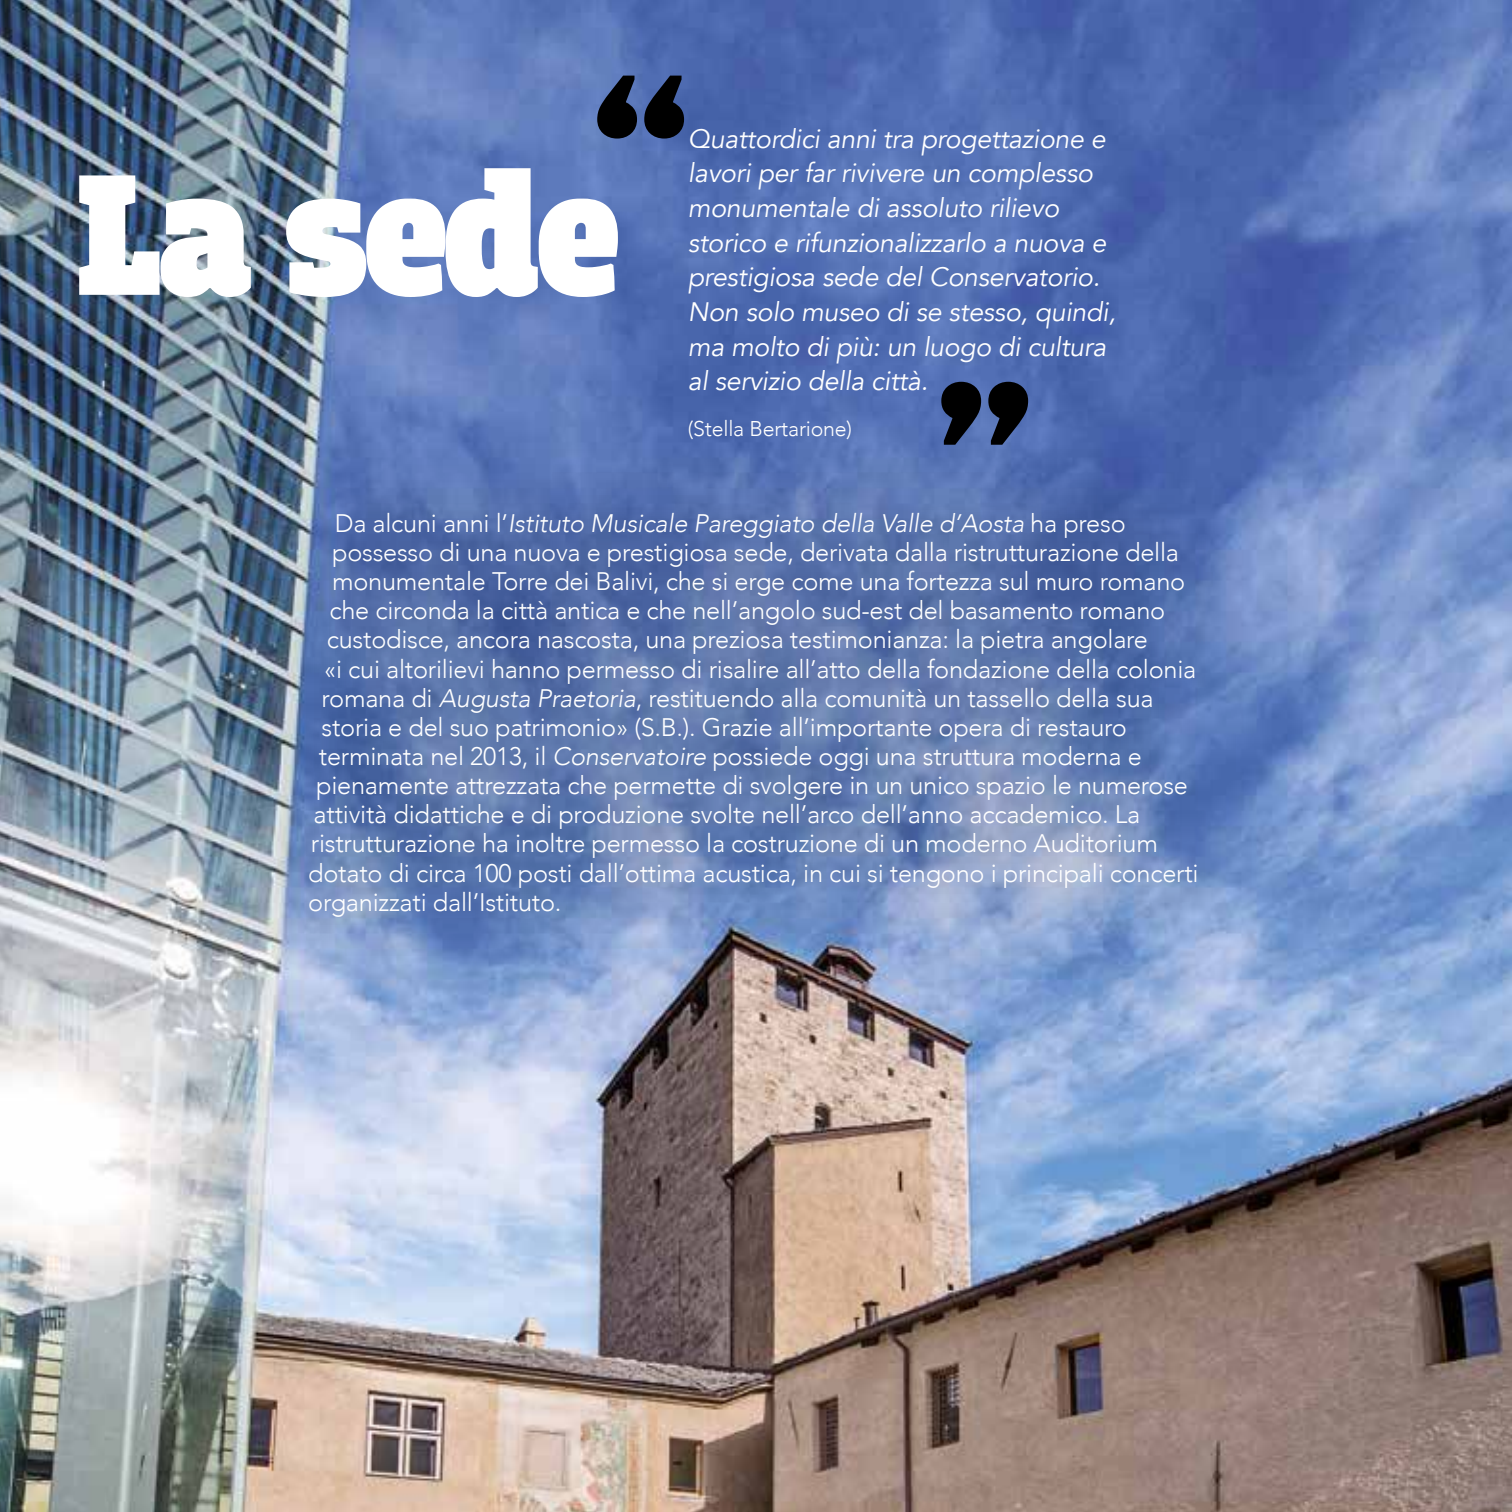 La sede
“Quattordici anni tra progettazione e
lavori per far rivivere un complesso
monumentale di assoluto rilievo
storico e rifunzionalizzarlo a nuova e
prestigiosa sede del Conservatorio.
Non solo museo di se stesso, quindi,
ma molto di più: un luogo di cultura
al servizio della città.”
(Stella Bertarione)
Da alcuni anni l’Istituto Musicale Pareggiato della Valle d’Aosta ha preso
possesso di una nuova e prestigiosa sede, derivata dalla ristrutturazione della
monumentale Torre dei Balivi, che si erge come una fortezza sul muro romano
che circonda la città antica e che nell’angolo sud-est del basamento romano
custodisce, ancora nascosta, una preziosa testimonianza: la pietra angolare
«i cui altorilievi hanno permesso di risalire all’atto della fondazione della colonia
romana di Augusta Praetoria, restituendo alla comunità un tassello della sua
storia e del suo patrimonio» (S.B.). Grazie all’importante opera di restauro
terminata nel 2013, il Conservatoire possiede oggi una struttura moderna e
pienamente attrezzata che permette di svolgere in un unico spazio le numerose
attività didattiche e di produzione svolte nell’arco dell’anno accademico. La
ristrutturazione ha inoltre permesso la costruzione di un moderno Auditorium
dotato di circa 100 posti dall’ottima acustica, in cui si tengono i principali concerti
organizzati dall’Istituto.